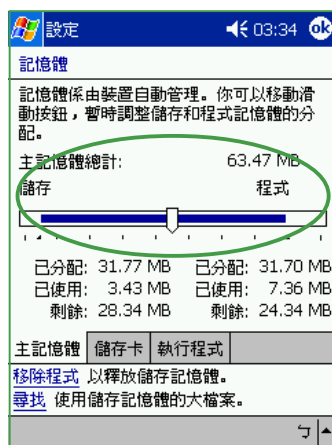 設定 03:34 ok
記憶體
記憶體係由裝置自動管理。你可以移動滑
動按鈕，暫時調整儲存和程式記憶體的分
配。
主記憶體總計: 63.47 MB
儲存 程式
已分配: 31.77 MB 已分配: 31.70 MB
已使用: 3.43 MB 已使用: 7.36 MB
剩餘: 28.34 MB 剩餘: 24.34 MB
主記憶體 儲存卡 執行程式
移除程式 以釋放儲存記憶體。
尋找 使用儲存記憶體的大檔案。
ㄅ